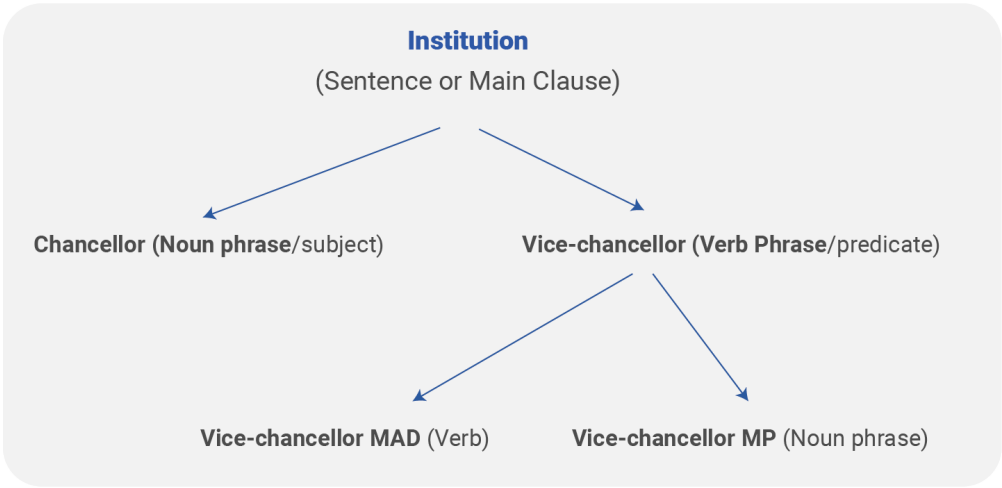 Institution
(Sentence or Main Clause)
Chancellor (Noun phrase/subject)
Vice-chancellor (Verb Phrase/predicate)
Vice-chancellor MAD (Verb)
Vice-chancellor MP (Noun phrase)